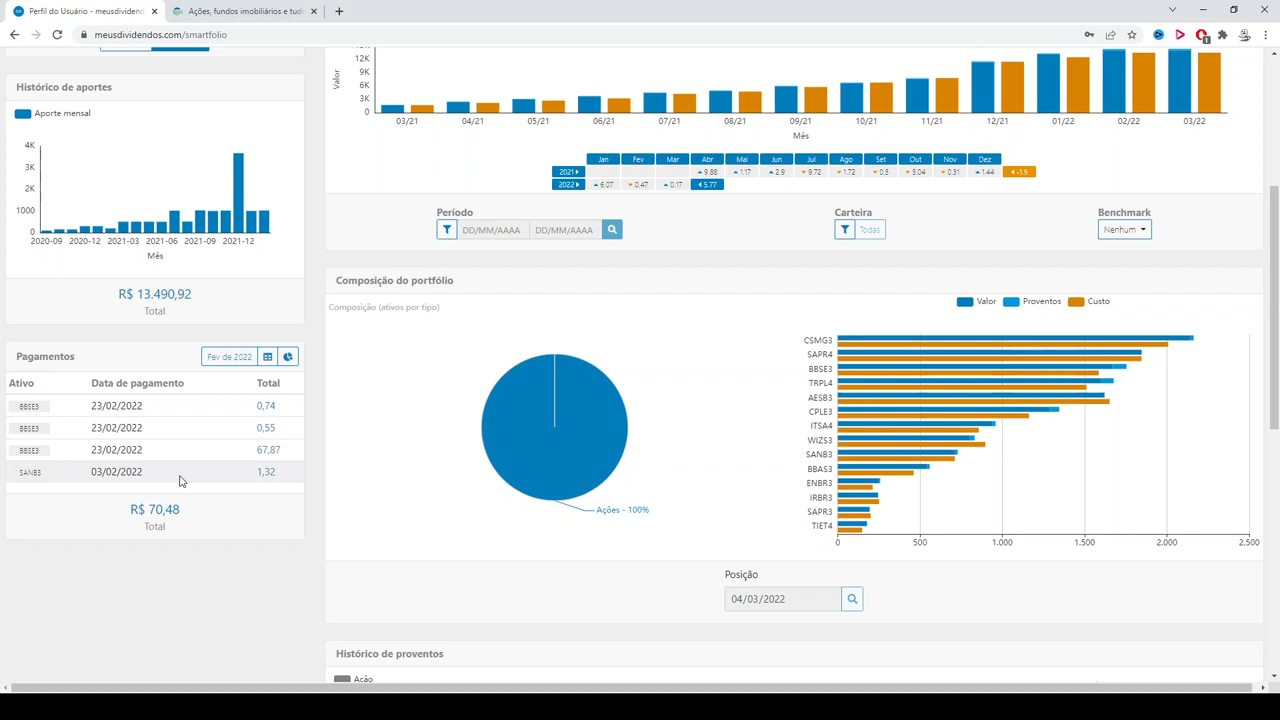 Perfil do Usuário - meusdividend
Ações, fundos imobiliários e tudo
meusdividendos.com/smartfolio
1
Histórico de aportes
Aporte mensal
4K
3K
2K
1000
0
2020-09 2020-12 2021-03 2021-06 2021-09 2021-12
Mês
R$ 13.490,92
Total
Pagamentos
Fev de 2022
Ativo Data de pagamento Total
BBSE3 23/02/2022 0,74
BBSE3 23/02/2022 0,55
BBSE3 23/02/2022 67,87
SANB3 03/02/2022 1,32
R$ 70,48
Total
Valor
12K
9K
6K
3K
0
03/21 04/21 05/21 06/21 07/21 08/21 09/21 10/21 11/21 12/21 01/22 02/22 03/22
Mês
Jan Fev Mar Abr Mai Jun Jul Ago Set Out Nov Dez
2021 9.88 1.17 2.9 9.72 1.72 0.5 5.04 0.31 1.44 -1.9
2022 6.07 0.47 0.17 5.77
Período Carteira Benchmark
DD/MM/AAAA DD/MM/AAAA Todas Nenhum
Composição do portfólio
Composição (ativos por tipo)
Ações - 100%
Valor Proventos Custo
CSMG3
SAPR4
BBSE3
TRPL4
AESB3
CPLE3
ITSA4
WIZS3
SANB3
BBAS3
ENBR3
IRBR3
SAPR3
TIET4
0 500 1.000 1.500 2.000 2.500
Posição
04/03/2022
Histórico de proventos
Ação